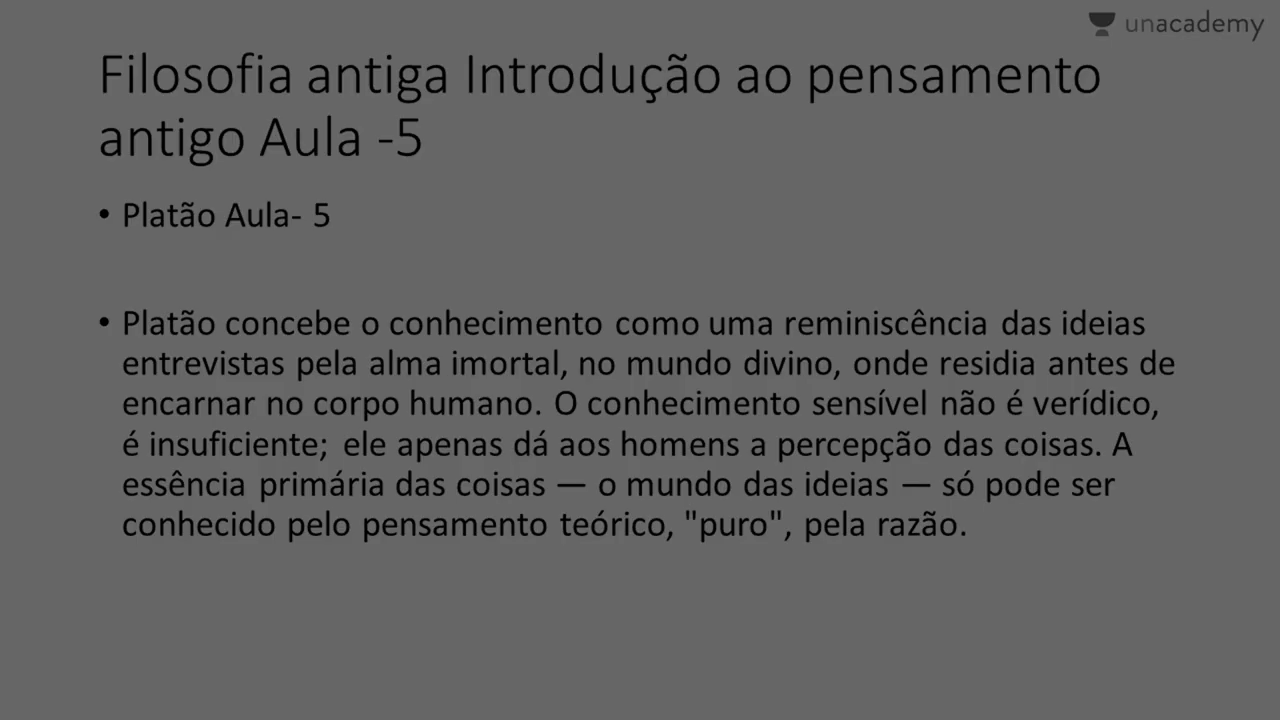 unacademy
Filosofia antiga Introdução ao pensamento
antigo Aula -5
• Platão Aula- 5
• Platão concebe o conhecimento como uma reminiscência das ideias
entrevistas pela alma imortal, no mundo divino, onde residia antes de
encarnar no corpo humano. O conhecimento sensível não é verídico,
é insuficiente; ele apenas dá aos homens a percepção das coisas. A
essência primária das coisas — o mundo das ideias — só pode ser
conhecido pelo pensamento teórico, "puro", pela razão.